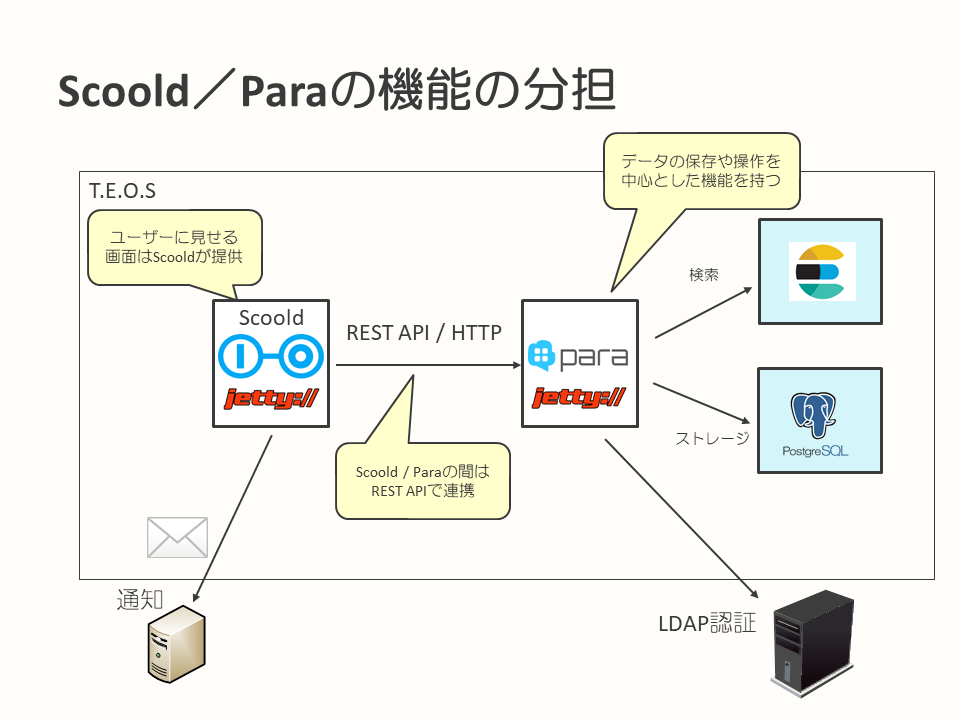 Scoold／Paraの機能の分担
データの保存や操作を
中心とした機能を持つ
T.E.O.S
ユーザーに見せる
画面はScooldが提供
検索
Scoold
REST API / HTTP
para
jetty://
jetty://
ストレージ
PostgreSQL
Scoold / Paraの間は
REST APIで連携
通知
LDAP認証